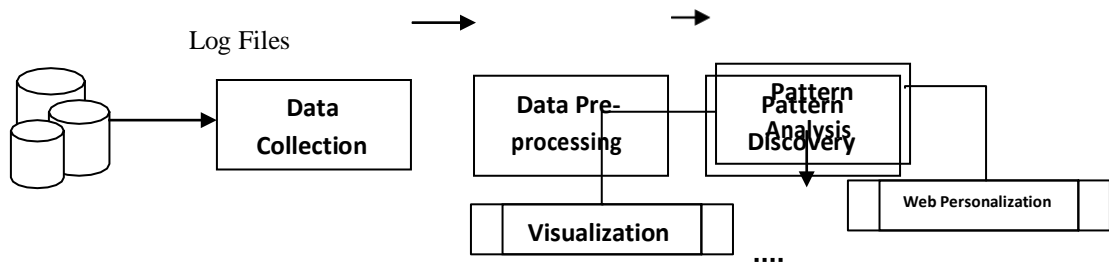 Log Files
Data
Collection
Data Pre-
processing
Pattern
Discovery
Pattern
Analysis
Web Personalization
Visualization
....